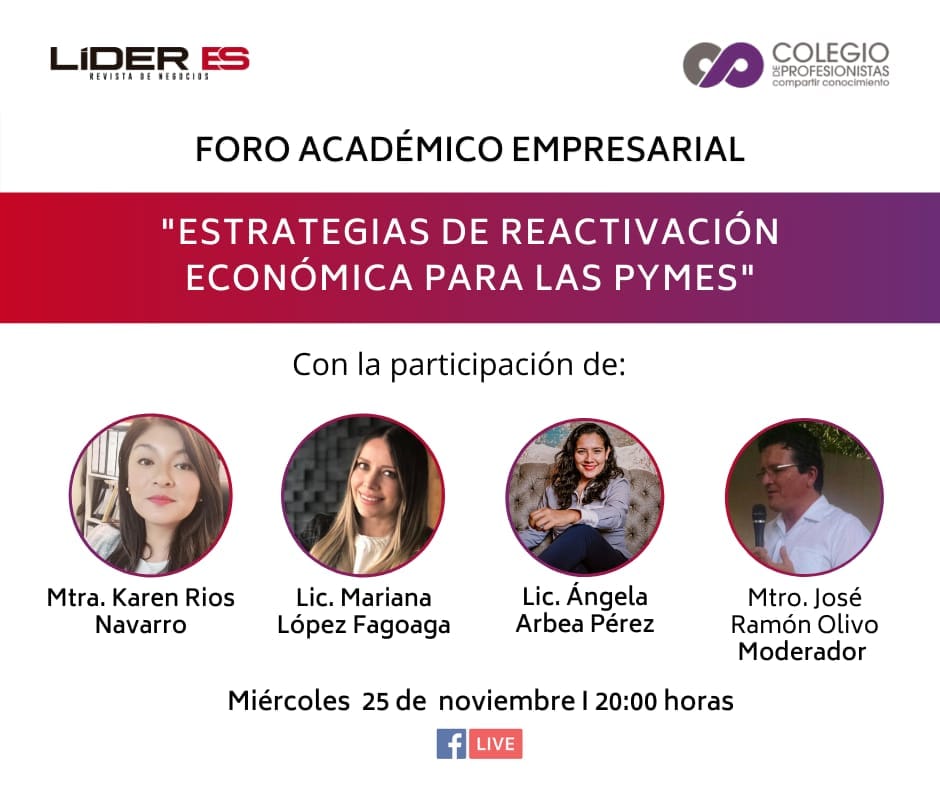 LíDER ES
REVISTA DE NEGOCIOS
COLEGIO
DE PROFESIONISTAS
compartir conocimiento
FORO ACADÉMICO EMPRESARIAL
"ESTRATEGIAS DE REACTIVACIÓN
ECONÓMICA PARA LAS PYMES"
Con la participación de:
Mtra. Karen Rios
Navarro
Lic. Mariana
López Fagoaga
Lic. Ángela
Arbea Pérez
Mtro. José
Ramón Olivo
Moderador
Miércoles 25 de noviembre I 20:00 horas
f LIVE